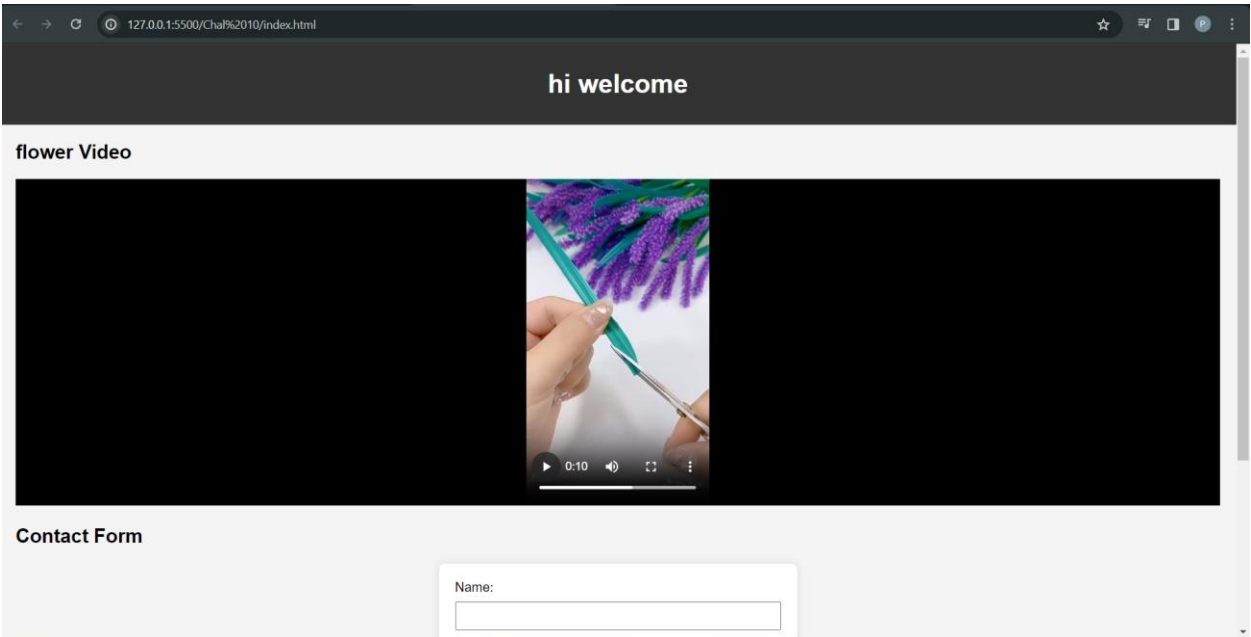 127.0.0.1:5500/Chal%2010/index.html
P
hi welcome
flower Video
0:10
Contact Form
Name: